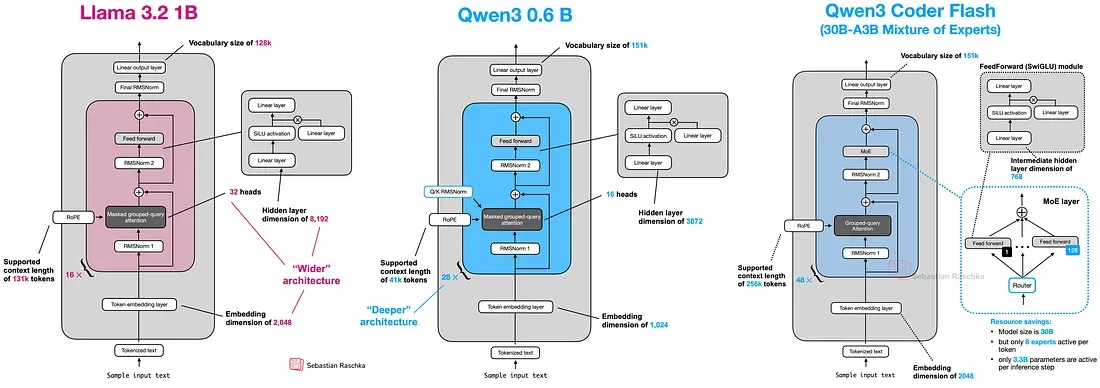 Llama 3.2 1B
Vocabulary size of 128k
Linear output layer
Final RMSNorm
Feed forward
RMSNorm 2
Masked grouped-query
attention
RMSNorm 1
RoPE
Supported
context length
of 131k tokens
16 ×
Token embedding layer
Tokenized text
Sample input text
Linear layer
SiLU activation
Linear layer
Linear layer
Hidden layer
dimension of 8,192
32 heads
"Wider"
architecture
Embedding
dimension of 2,048
Sebastian Raschka
Qwen3 0.6 B
Vocabulary size of 151k
Linear output layer
Final RMSNorm
Feed forward
RMSNorm 2
Q/K RMSNorm
Masked grouped-query
attention
RMSNorm 1
RoPE
Supported
context length
of 41k tokens
28 ×
"Deeper"
architecture
Token embedding layer
Tokenized text
Sample input text
Linear layer
SiLU activation
Linear layer
Linear layer
Hidden layer
dimension of 3072
16 heads
Embedding
dimension of 1,024
Qwen3 Coder Flash
(30B-A3B Mixture of Experts)
Vocabulary size of 151k
Linear output layer
Final RMSNorm
MoE
RMSNorm 2
Grouped-query
Attention
RMSNorm 1
RoPE
Supported
context length
of 256k tokens
48 ×
Sebastian Raschka
Token embedding layer
Tokenized text
Sample input text
Embedding
dimension of 2048
FeedForward (SwiGLU) module
Linear layer
SiLU activation
Linear layer
Linear layer
Intermediate hidden
layer dimension of
768
MoE layer
Feed forward
Feed forward
1
128
Router
Resource savings:
• Model size is 30B
• but only 8 experts active per
token
• only 3.3B parameters are active
per inference step